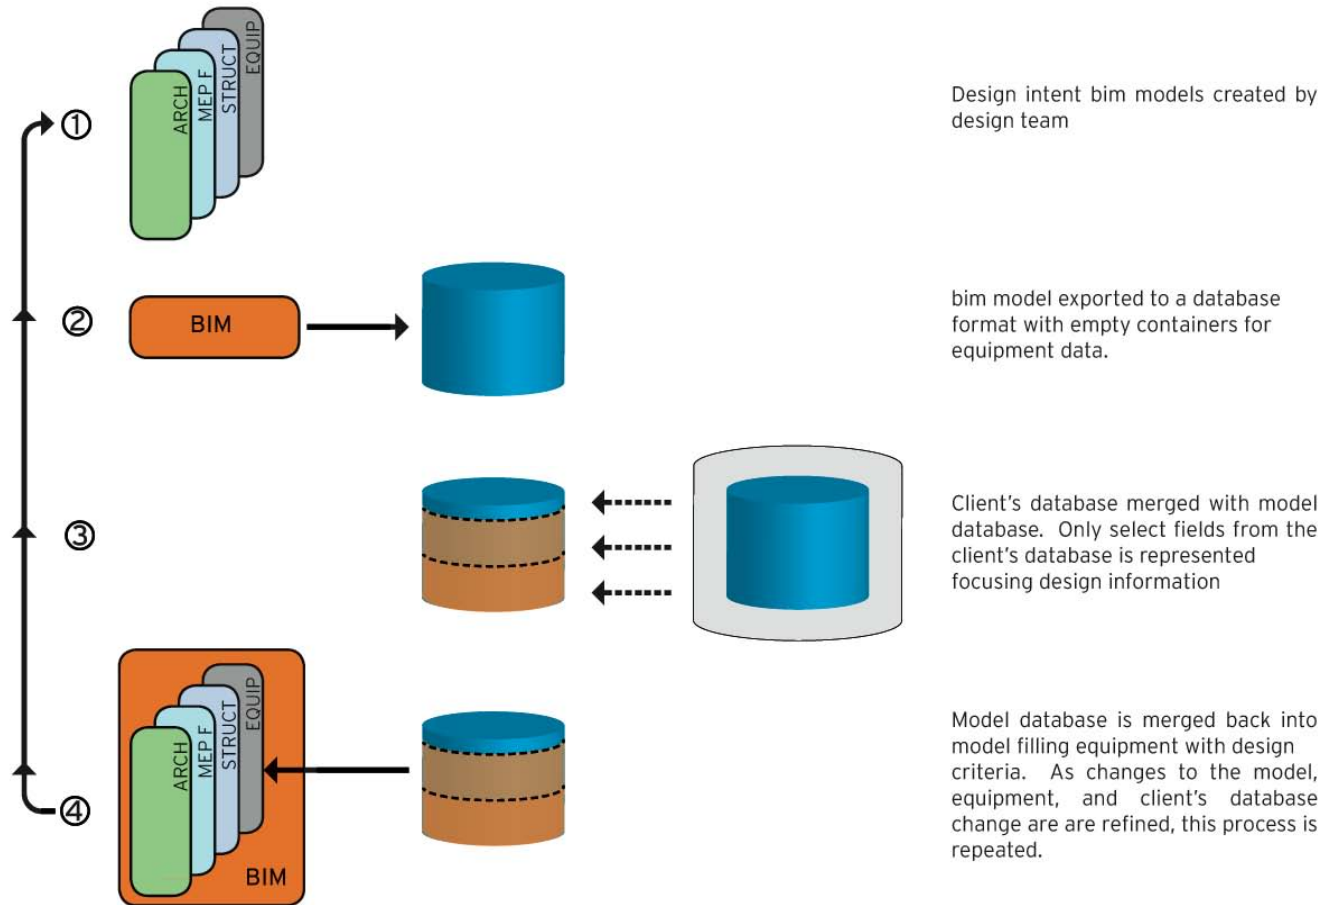 EQUIP
STRUCT
MEP F
ARCH
①
Design intent bim models created by
design team
②
BIM
bim model exported to a database
format with empty containers for
equipment data.
③
Client's database merged with model
database. Only select fields from the
client's database is represented
focusing design information
④
EQUIP
STRUCT
MEP F
ARCH
BIM
Model database is merged back into
model filling equipment with design
criteria. As changes to the model,
equipment, and client's database
change are are refined, this process is
repeated.